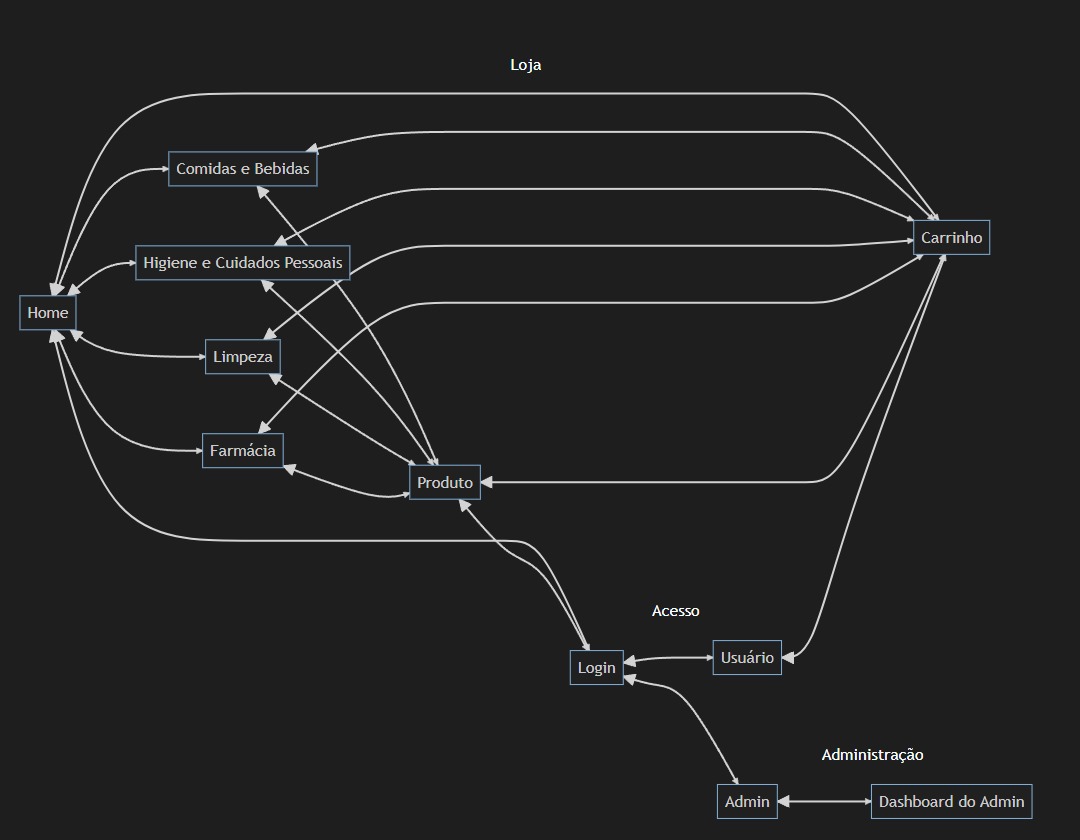 Loja
Comidas e Bebidas
Carrinho
Higiene e Cuidados Pessoais
Home
Limpeza
Farmácia
Produto
Acesso
Usuário
Login
Administração
Admin
Dashboard do Admin